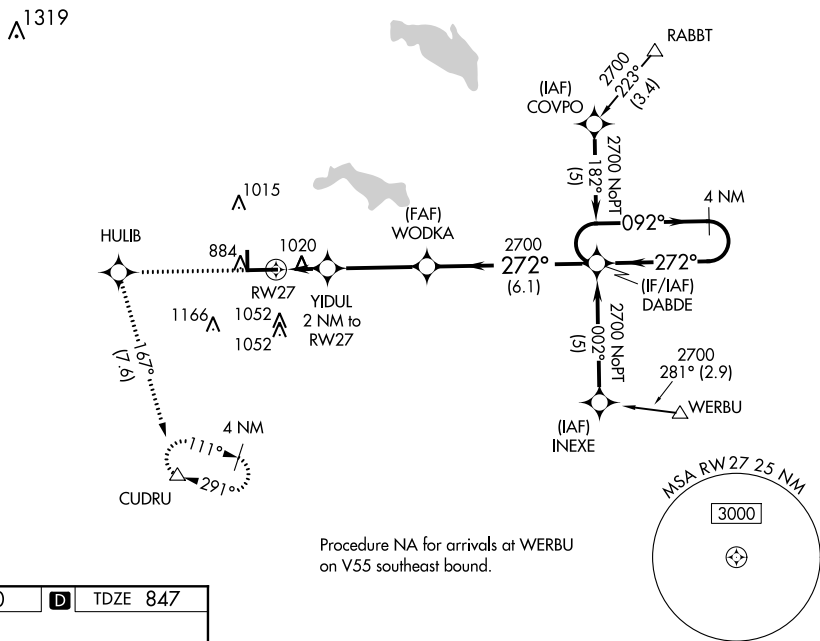 1319
RABBT
2700
223°
(3.4)
(IAF)
COVPO
2700 NoPT
182°
(5)
4 NM
092°
1015
HULIB
884
1020
(FAF)
WODKA
2700
272°
(6.1)
272°
(IF/IAF)
DABDE
RW27
YIDUL
2 NM to
RW27
1166
1052
1052
2700 NoPT
002°
(5)
2700
281° (2.9)
WERBU
(IAF)
INEXE
167°
(7.6)
4 NM
111°
291°
CUDRU
MSA RW27 25 NM
3000
Procedure NA for arrivals at WERBU
on V55 southeast bound.
D TDZE 847